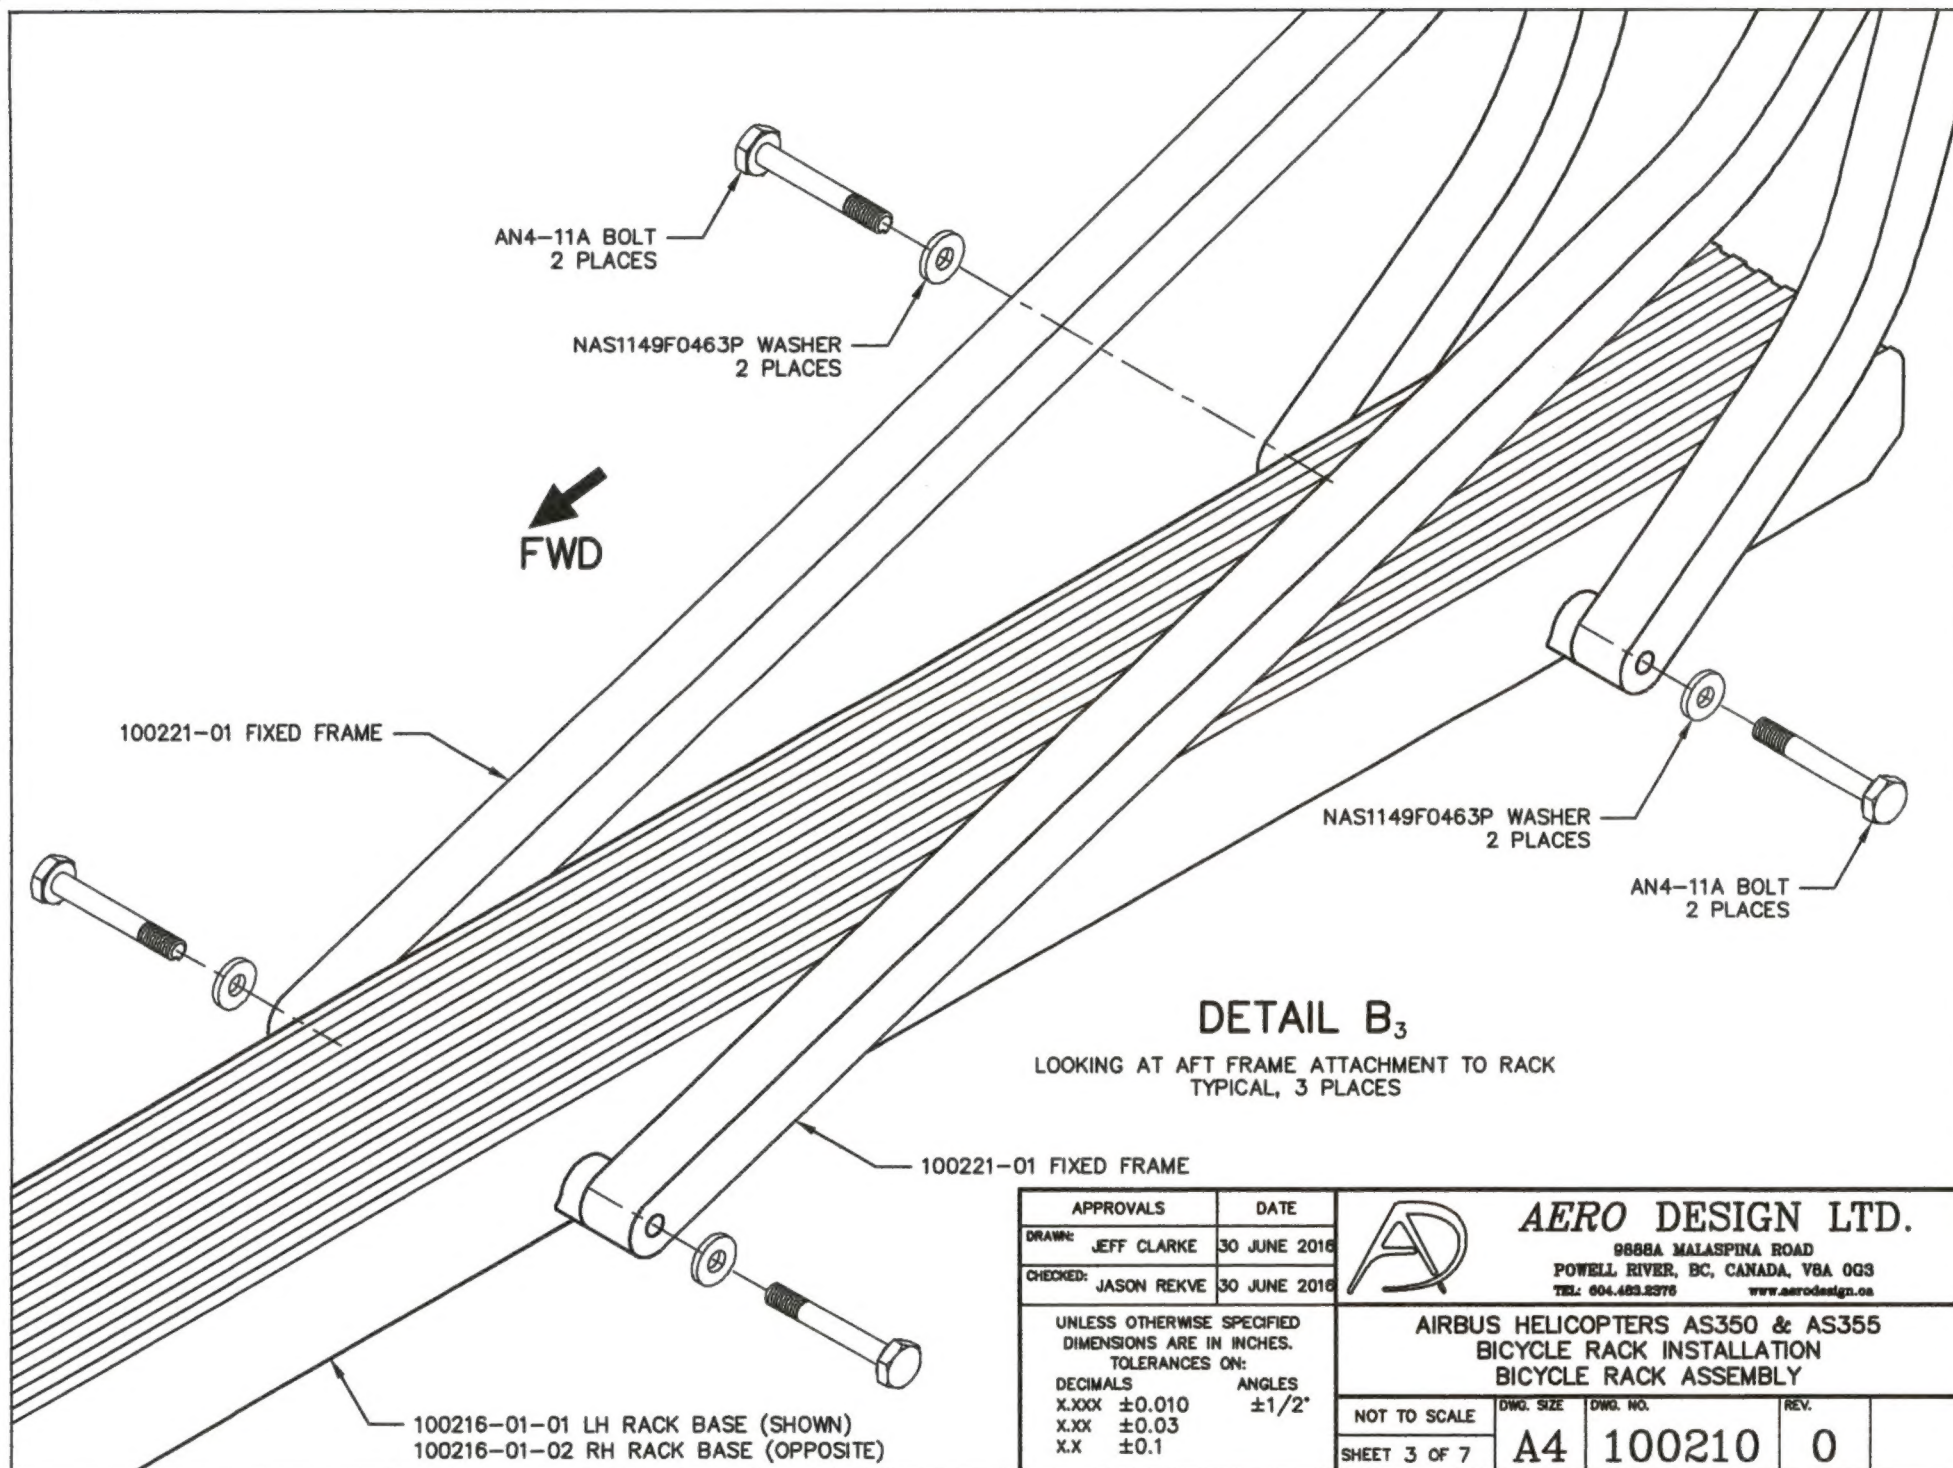 AN4-11A BOLT
2 PLACES
NAS1149F0463P WASHER
2 PLACES
FWD
100221-01 FIXED FRAME
NAS1149F0463P WASHER
2 PLACES
AN4-11A BOLT
2 PLACES
DETAIL B3
LOOKING AT AFT FRAME ATTACHMENT TO RACK
TYPICAL, 3 PLACES
100221-01 FIXED FRAME
100216-01-01 LH RACK BASE (SHOWN)
100216-01-02 RH RACK BASE (OPPOSITE)
APPROVALS DATE
DRAWN: JEFF CLARKE 30 JUNE 2016
CHECKED: JASON REKVE 30 JUNE 2016
UNLESS OTHERWISE SPECIFIED
DIMENSIONS ARE IN INCHES.
TOLERANCES ON:
DECIMALS ANGLES
X.XXX ±0.010 ±1/2°
X.XX ±0.03
X.X ±0.1
AERO DESIGN LTD.
9888A MALASPINA ROAD
POWELL RIVER, BC, CANADA, V8A 0G3
TEL: 604.483.2376 www.aerodesign.ca
AIRBUS HELICOPTERS AS350 & AS355
BICYCLE RACK INSTALLATION
BICYCLE RACK ASSEMBLY
NOT TO SCALE
SHEET 3 OF 7
DWG. SIZE
A4
DWG. NO.
100210
REV.
0